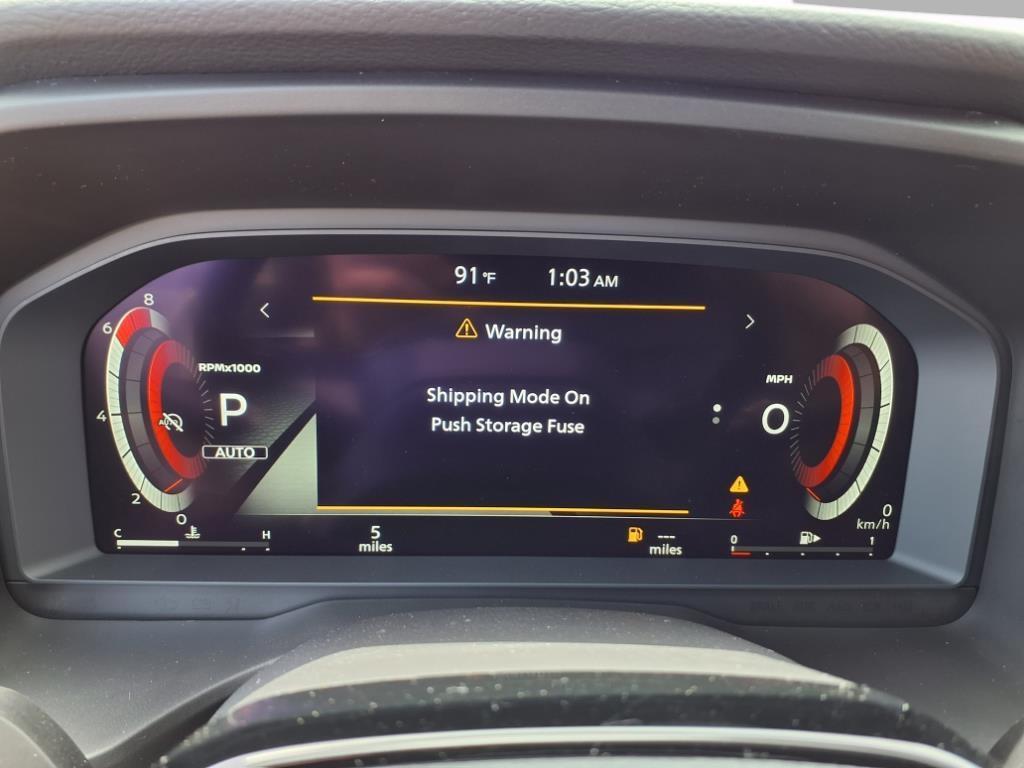 91 °F 1:03 AM
Warning
Shipping Mode On
Push Storage Fuse
8
6
RPMx1000
4
AUTO
P
AUTO
2
0
C H
5
miles
---
miles
MPH
0
0
km/h
0 1